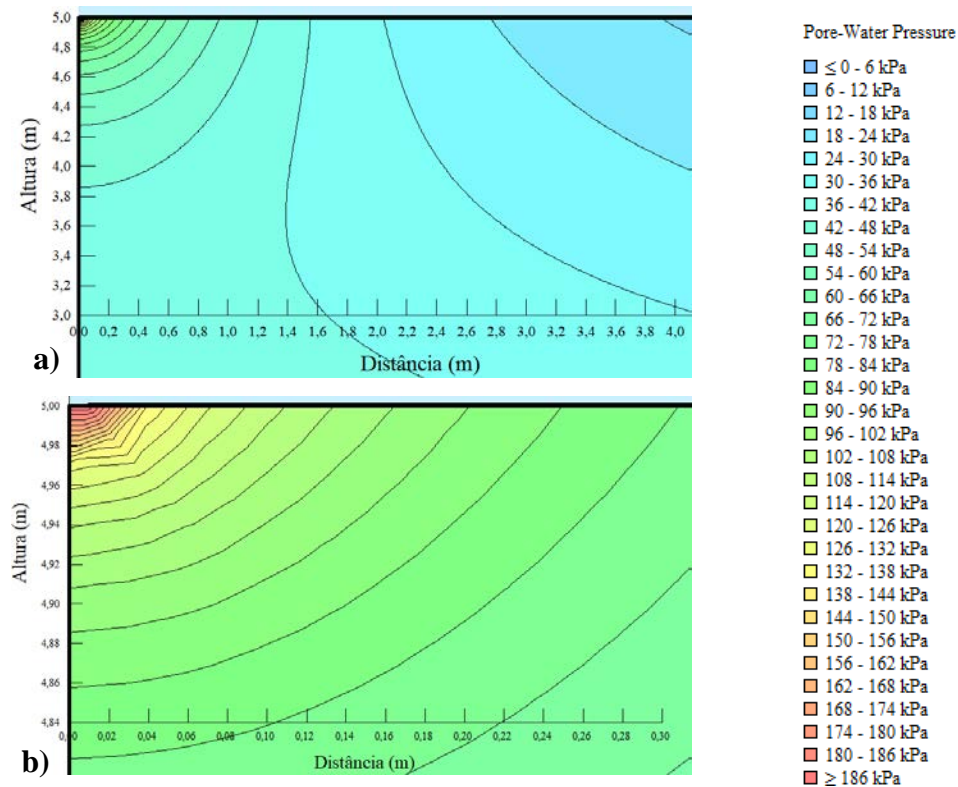 5.0
4.8
4.6
4.4
4.2
4.0
3.8
3.6
3.4
3.2
3.0
Altura (m)
0,0 0,2 0,4 0,6 0,8 1,0 1,2 1,4 1,6 1,8 2,0 2,2 2,4 2,6 2,8 3,0 3,2 3,4 3,6 3,8 4,0
Distância (m)
a)
5,00
4,98
4,96
4,94
4,92
4,90
4,88
4,86
4,84
Altura (m)
0,00 0,02 0,04 0,06 0,08 0,10 0,12 0,14 0,16 0,18 0,20 0,22 0,24 0,26 0,28 0,30
Distância (m)
b)
Pore-Water Pressure
≤ 0 - 6 kPa
6 - 12 kPa
12 - 18 kPa
18 - 24 kPa
24 - 30 kPa
30 - 36 kPa
36 - 42 kPa
42 - 48 kPa
48 - 54 kPa
54 - 60 kPa
60 - 66 kPa
66 - 72 kPa
72 - 78 kPa
78 - 84 kPa
84 - 90 kPa
90 - 96 kPa
96 - 102 kPa
102 - 108 kPa
108 - 114 kPa
114 - 120 kPa
120 - 126 kPa
126 - 132 kPa
132 - 138 kPa
138 - 144 kPa
144 - 150 kPa
150 - 156 kPa
156 - 162 kPa
162 - 168 kPa
168 - 174 kPa
174 - 180 kPa
180 - 186 kPa
≥ 186 kPa